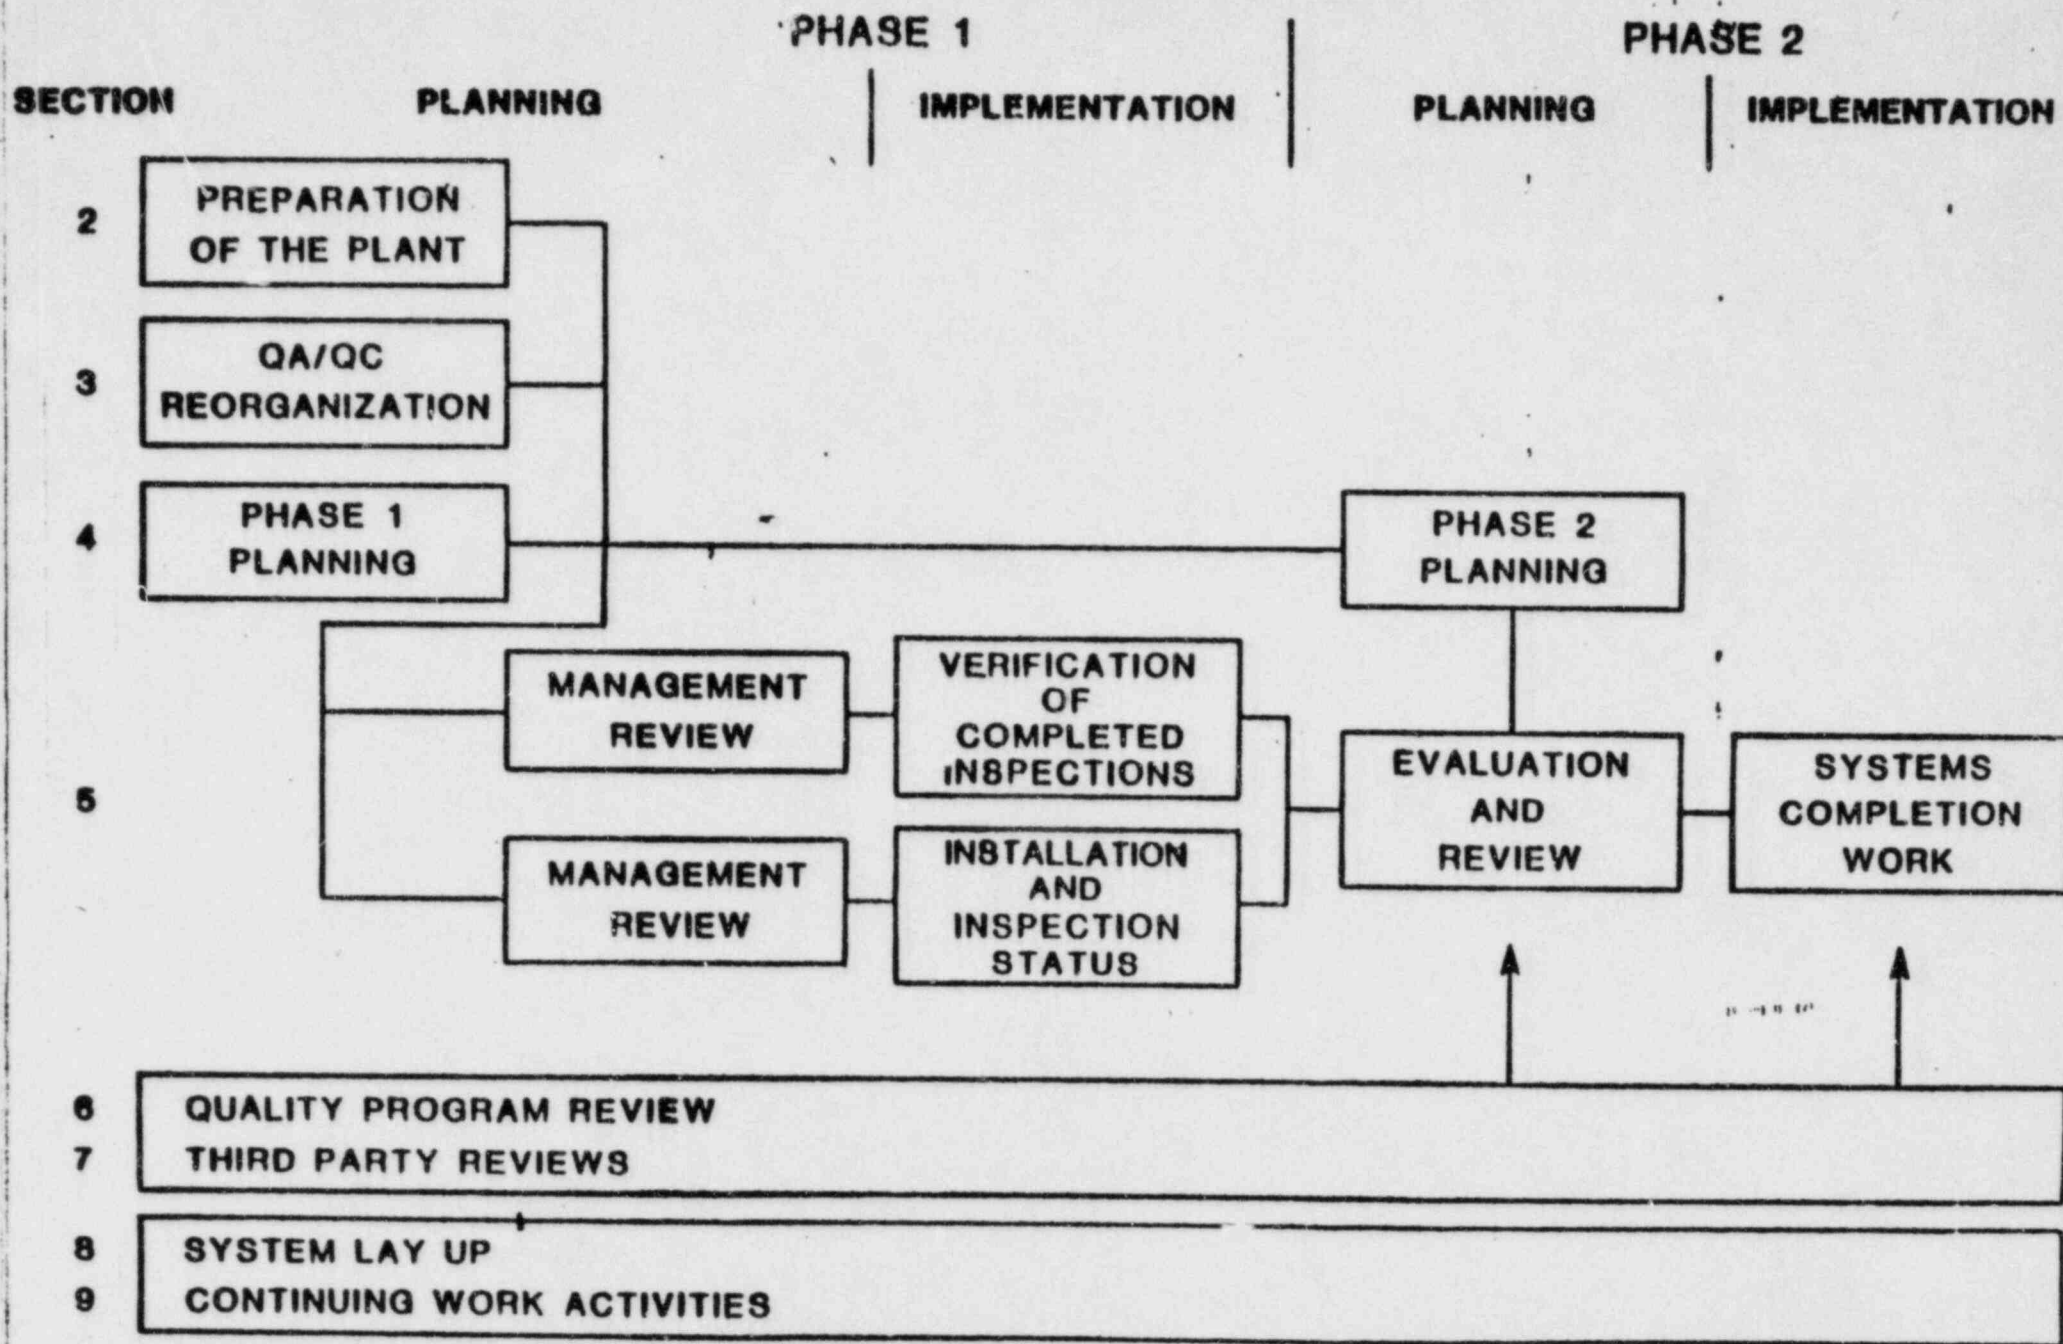 PHASE 1
PHASE 2
SECTION PLANNING IMPLEMENTATION PLANNING IMPLEMENTATION
2
PREPARATION
OF THE PLANT
3
QA/QC
REORGANIZATION
4
PHASE 1
PLANNING
PHASE 2
PLANNING
5
MANAGEMENT
REVIEW
VERIFICATION
OF
COMPLETED
INSPECTIONS
MANAGEMENT
REVIEW
INSTALLATION
AND
INSPECTION
STATUS
EVALUATION
AND
REVIEW
SYSTEMS
COMPLETION
WORK
6 QUALITY PROGRAM REVIEW
7 THIRD PARTY REVIEWS
8 SYSTEM LAY UP
9 CONTINUING WORK ACTIVITIES